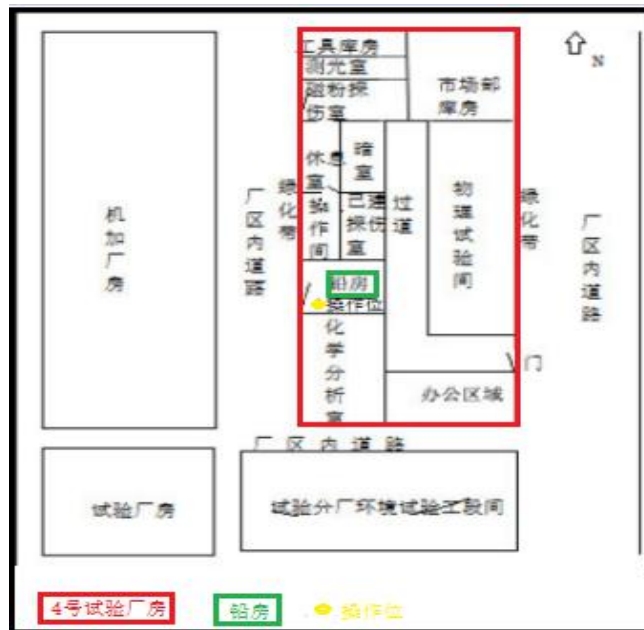 工具库房
测光室
磁粉探
伤室
市场部
库房
N
休息
室
暗
室
操
作
间
已建
探伤
室
过
道
物
理
试
验
间
绿
化
带
厂
区
内
道
路
机
加
厂
房
绿
化
带
厂
区
内
道
路
铅房
操作位
化
学
分
析
室
门
办公区域
厂区内道路
试验厂房
试验分厂环境试验工段间
4号试验厂房
铅房
操作位